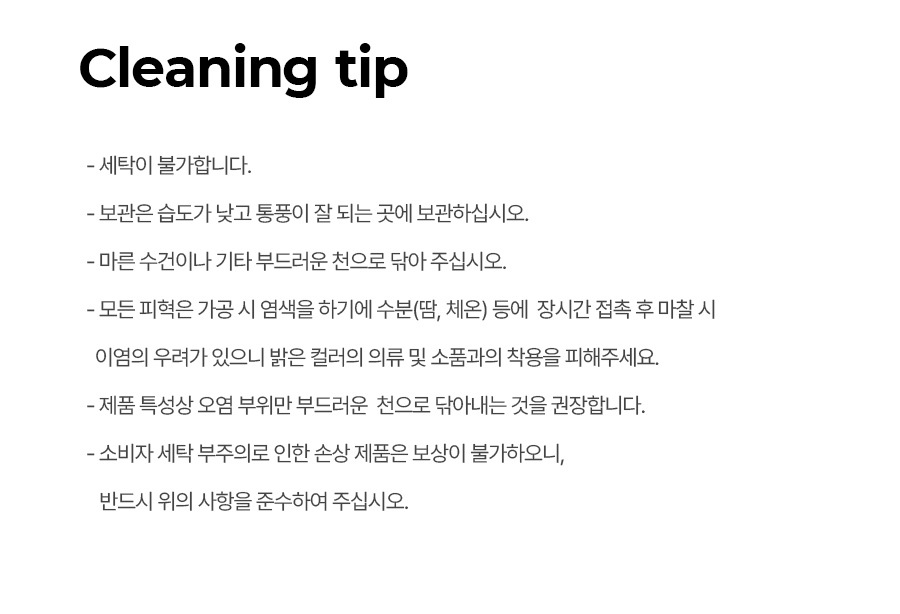 Cleaning tip
- 세탁이 불가합니다.
- 보관은 습도가 낮고 통풍이 잘 되는 곳에 보관하십시오.
- 마른 수건이나 기타 부드러운 천으로 닦아 주십시오.
- 모든 피혁은 가공 시 염색을 하기에 수분(땀, 체온) 등에 장시간 접촉 후 마찰 시
이염의 우려가 있으니 밝은 컬러의 의류 및 소품과의 착용을 피해주세요.
- 제품 특성상 오염 부위만 부드러운 천으로 닦아내는 것을 권장합니다.
- 소비자 세탁 부주의로 인한 손상 제품은 보상이 불가하오니,
반드시 위의 사항을 준수하여 주십시오.